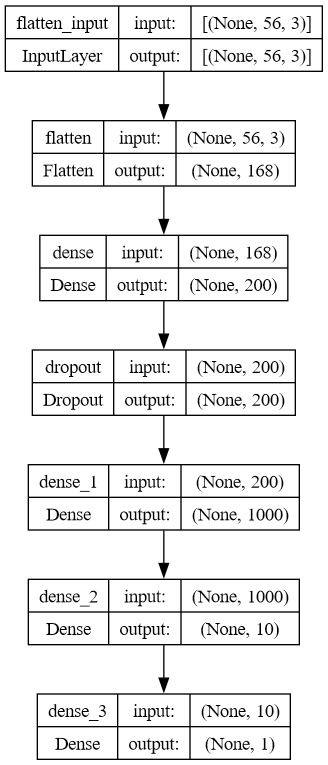 flatten_input input: [(None, 56, 3)]
InputLayer output: [(None, 56, 3)]
flatten input: (None, 56, 3)
Flatten output: (None, 168)
dense input: (None, 168)
Dense output: (None, 200)
dropout input: (None, 200)
Dropout output: (None, 200)
dense_1 input: (None, 200)
Dense output: (None, 1000)
dense_2 input: (None, 1000)
Dense output: (None, 10)
dense_3 input: (None, 10)
Dense output: (None, 1)